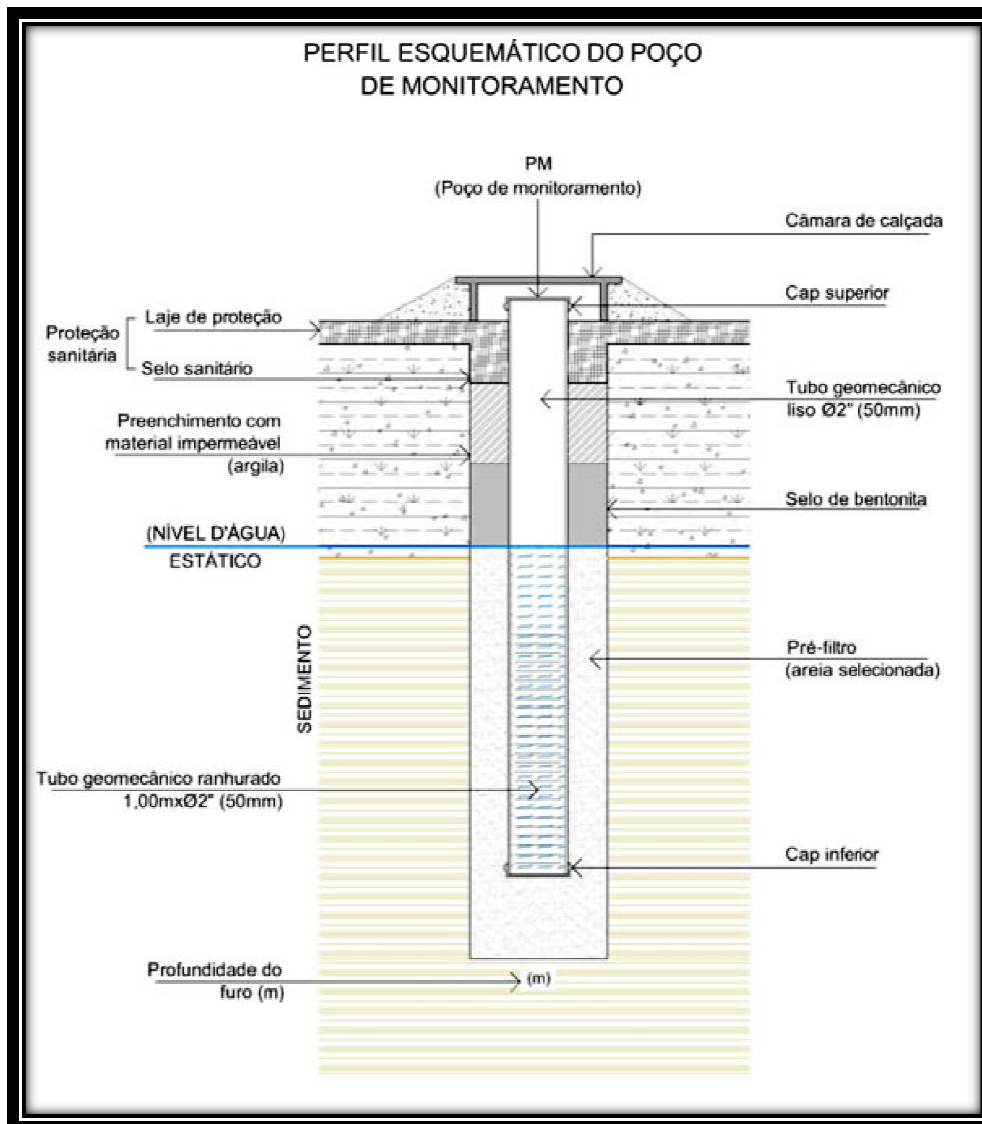 PERFIL ESQUEMÁTICO DO POÇO
DE MONITORAMENTO
PM
(Poço de monitoramento)
Câmara de calçada
Cap superior
Laje de proteção
Proteção
sanitária
Selo sanitário
Tubo geomecânico
liso Ø2" (50mm)
Preenchimento com
material impermeável
(argila)
Selo de bentonita
(NÍVEL D'ÁGUA)
ESTÁTICO
SEDIMENTO
Pré-filtro
(areia selecionada)
Tubo geomecânico ranhurado
1,00mxØ2" (50mm)
Cap inferior
Profundidade do
furo (m)
(m)